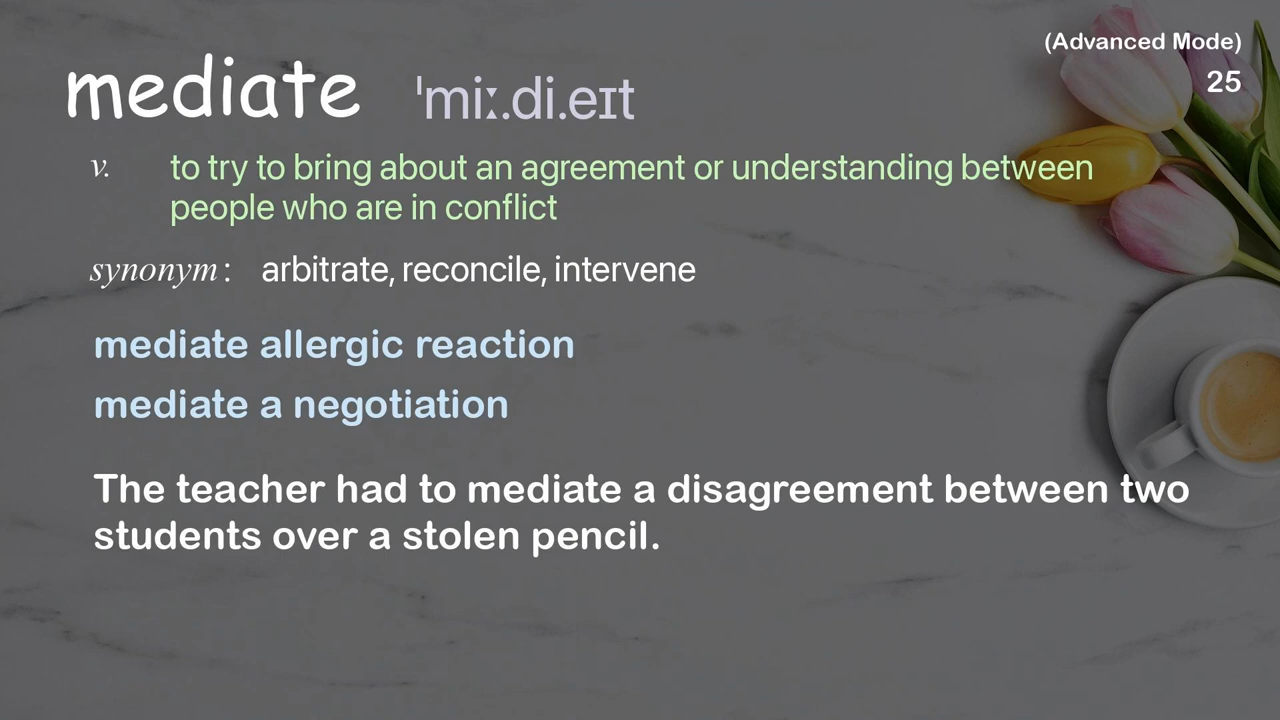 (Advanced Mode)
mediate ˈmiː.di.eɪt
25
v. to try to bring about an agreement or understanding between
people who are in conflict
synonym: arbitrate, reconcile, intervene
mediate allergic reaction
mediate a negotiation
The teacher had to mediate a disagreement between two
students over a stolen pencil.